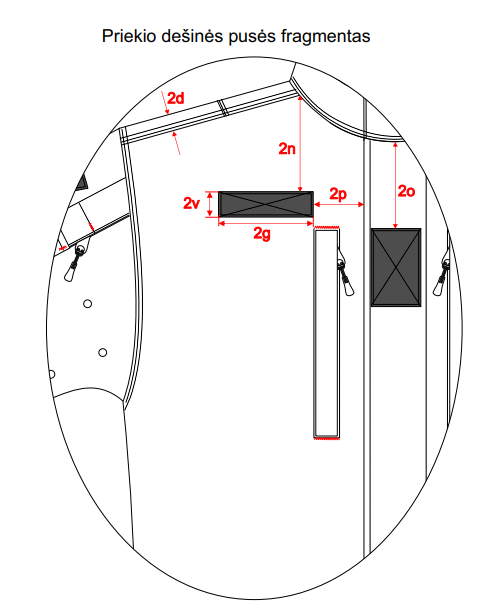 Priekio dešinės pusės fragmentas
2d
2n
2v
2p
2o
2g